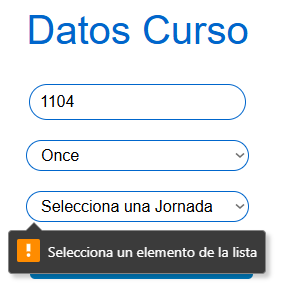 Datos Curso
1104
Once
Selecciona una Jornada
Selecciona un elemento de la lista